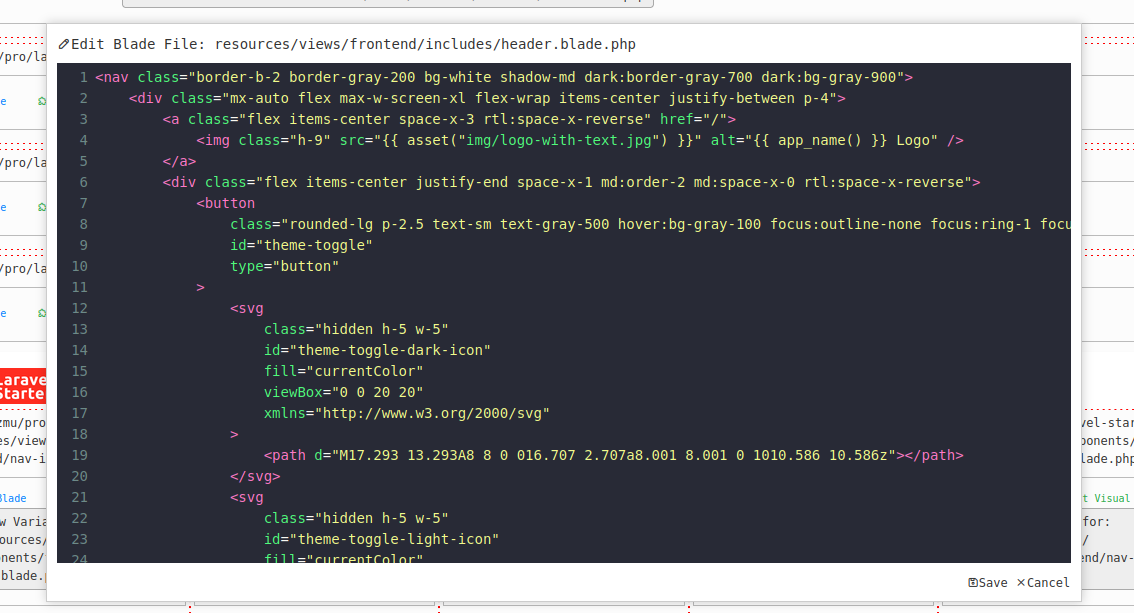 Edit Blade File: resources/views/frontend/includes/header.blade.php
1 <nav class="border-b-2 border-gray-200 bg-white shadow-md dark:border-gray-700 dark:bg-gray-900">
2 <div class="mx-auto flex max-w-screen-xl flex-wrap items-center justify-between p-4">
3 <a class="flex items-center space-x-3 rtl:space-x-reverse" href="/">
4 <img class="h-9" src="{{ asset("img/logo-with-text.jpg") }}" alt="{{ app_name() }} Logo" />
5 </a>
6 <div class="flex items-center justify-end space-x-1 md:order-2 md:space-x-0 rtl:space-x-reverse">
7 <button
8 class="rounded-lg p-2.5 text-sm text-gray-500 hover:bg-gray-100 focus:outline-none focus:ring-1 focu
9 id="theme-toggle"
10 type="button"
11 >
12 <svg
13 class="hidden h-5 w-5"
14 id="theme-toggle-dark-icon"
15 fill="currentColor"
16 viewBox="0 0 20 20"
17 xmlns="http://www.w3.org/2000/svg"
18 >
19 <path d="M17.293 13.293A8 8 0 016.707 2.707a8.001 8.001 0 1010.586 10.586z"></path>
20 </svg>
21 <svg
22 class="hidden h-5 w-5"
23 id="theme-toggle-light-icon"
24 fill="currentColor"
Save ×Cancel
/pro/la
e
/pro/la
e
/pro/la
e
Larave
Starte
zmu/pro
es/view
d/nav-i
Blade
w Varia
ources/
nents/
blade.p
vel-star
ponents/
lade.php
t Visual
for:
/
end/nav-